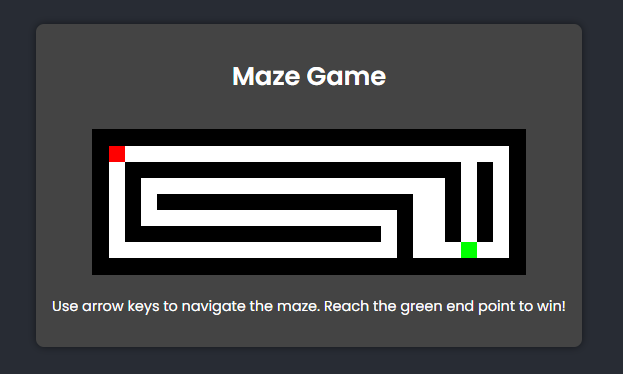 Maze Game
Use arrow keys to navigate the maze. Reach the green end point to win!